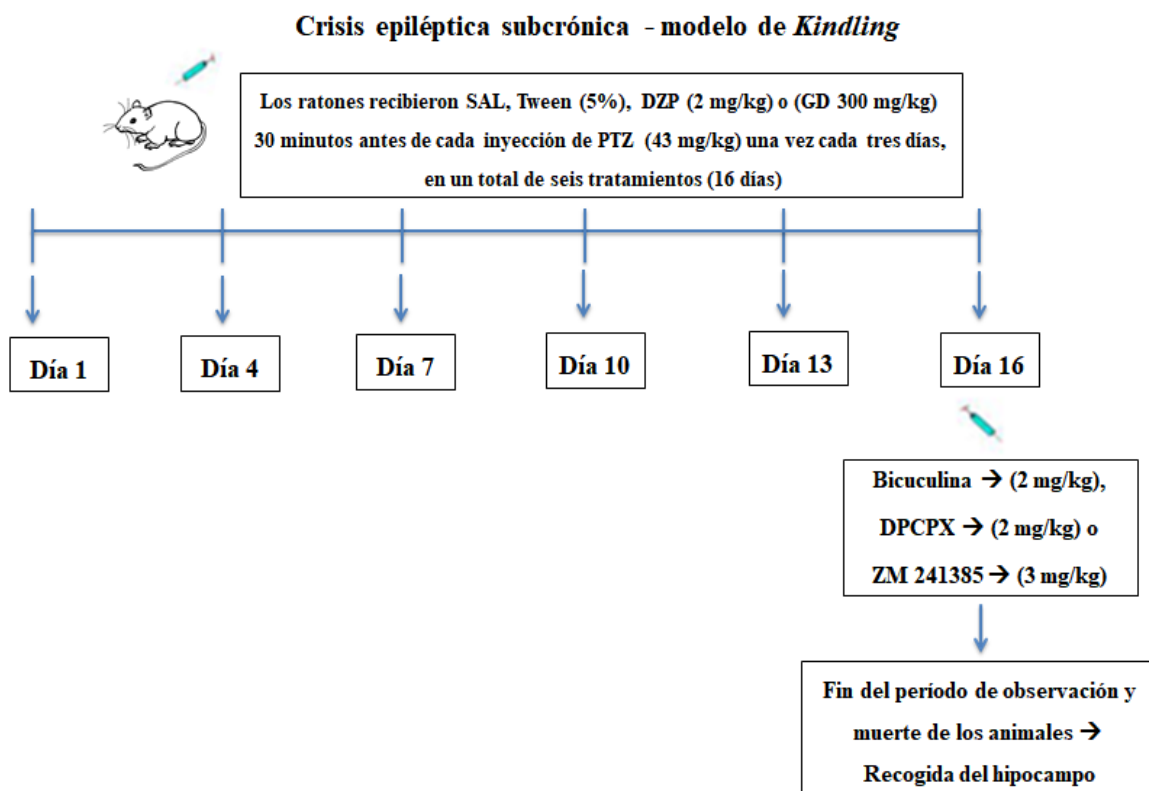 Crisis epiléptica subcrónica - modelo de Kindling
Los ratones recibieron SAL, Tween (5%), DZP (2 mg/kg) o (GD 300 mg/kg)
30 minutos antes de cada inyección de PTZ (43 mg/kg) una vez cada tres días,
en un total de seis tratamientos (16 días)
Día 1
Día 4
Día 7
Día 10
Día 13
Día 16
Bicuculina → (2 mg/kg),
DPCPX → (2 mg/kg) o
ZM 241385 → (3 mg/kg)
Fin del período de observación y
muerte de los animales →
Recogida del hipocampo